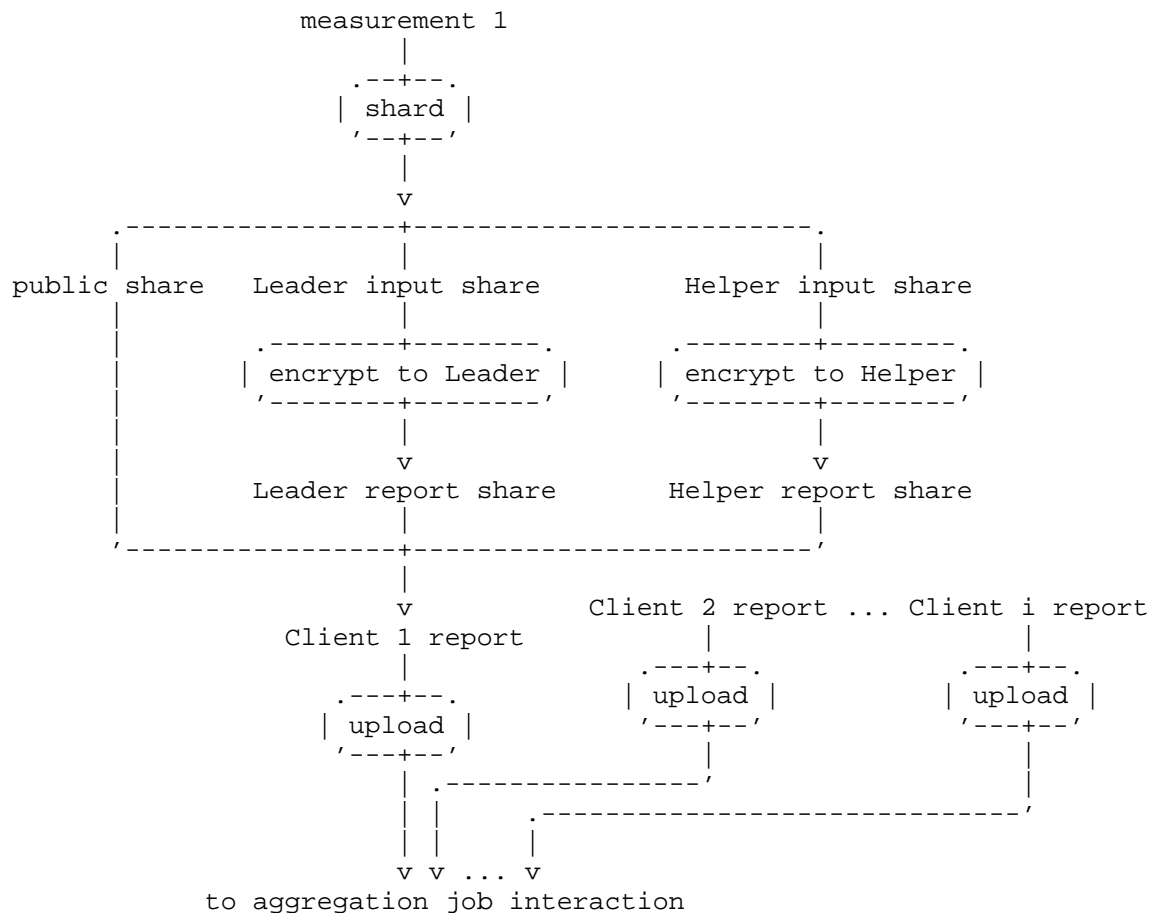 measurement 1
shard
public share Leader input share Helper input share
encrypt to Leader encrypt to Helper
Leader report share Helper report share
Client 2 report ... Client i report
Client 1 report
upload upload
upload
...
to aggregation job interaction